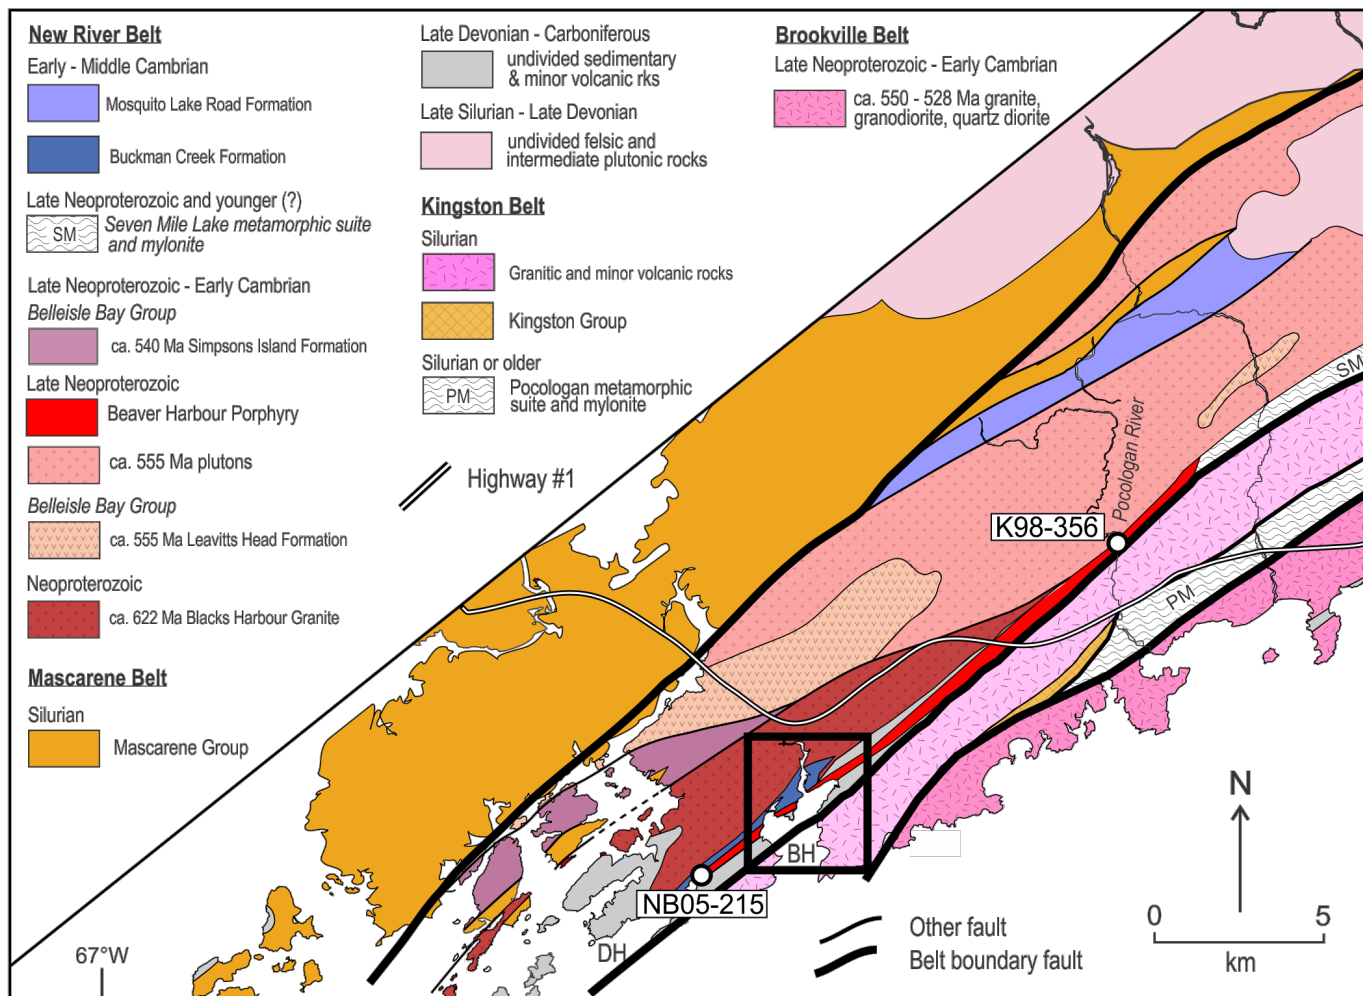 New River Belt
Early - Middle Cambrian
Mosquito Lake Road Formation
Buckman Creek Formation
Late Neoproterozoic and younger (?)
SM
Seven Mile Lake metamorphic suite
and mylonite
Late Neoproterozoic - Early Cambrian
Belleisle Bay Group
ca. 540 Ma Simpsons Island Formation
Late Neoproterozoic
Beaver Harbour Porphyry
ca. 555 Ma plutons
Belleisle Bay Group
ca. 555 Ma Leavitts Head Formation
Neoproterozoic
ca. 622 Ma Blacks Harbour Granite
Mascarene Belt
Silurian
Mascarene Group
Late Devonian - Carboniferous
undivided sedimentary
& minor volcanic rks
Late Silurian - Late Devonian
undivided felsic and
intermediate plutonic rocks
Kingston Belt
Silurian
Granitic and minor volcanic rocks
Kingston Group
Silurian or older
PM
Pocologan metamorphic
suite and mylonite
Highway #1
Brookville Belt
Late Neoproterozoic - Early Cambrian
ca. 550 - 528 Ma granite,
granodiorite, quartz diorite
SM
Pocologan River
K98-356
PM
BH
NB05-215
DH
67°W
N
0 5
km
Other fault
Belt boundary fault